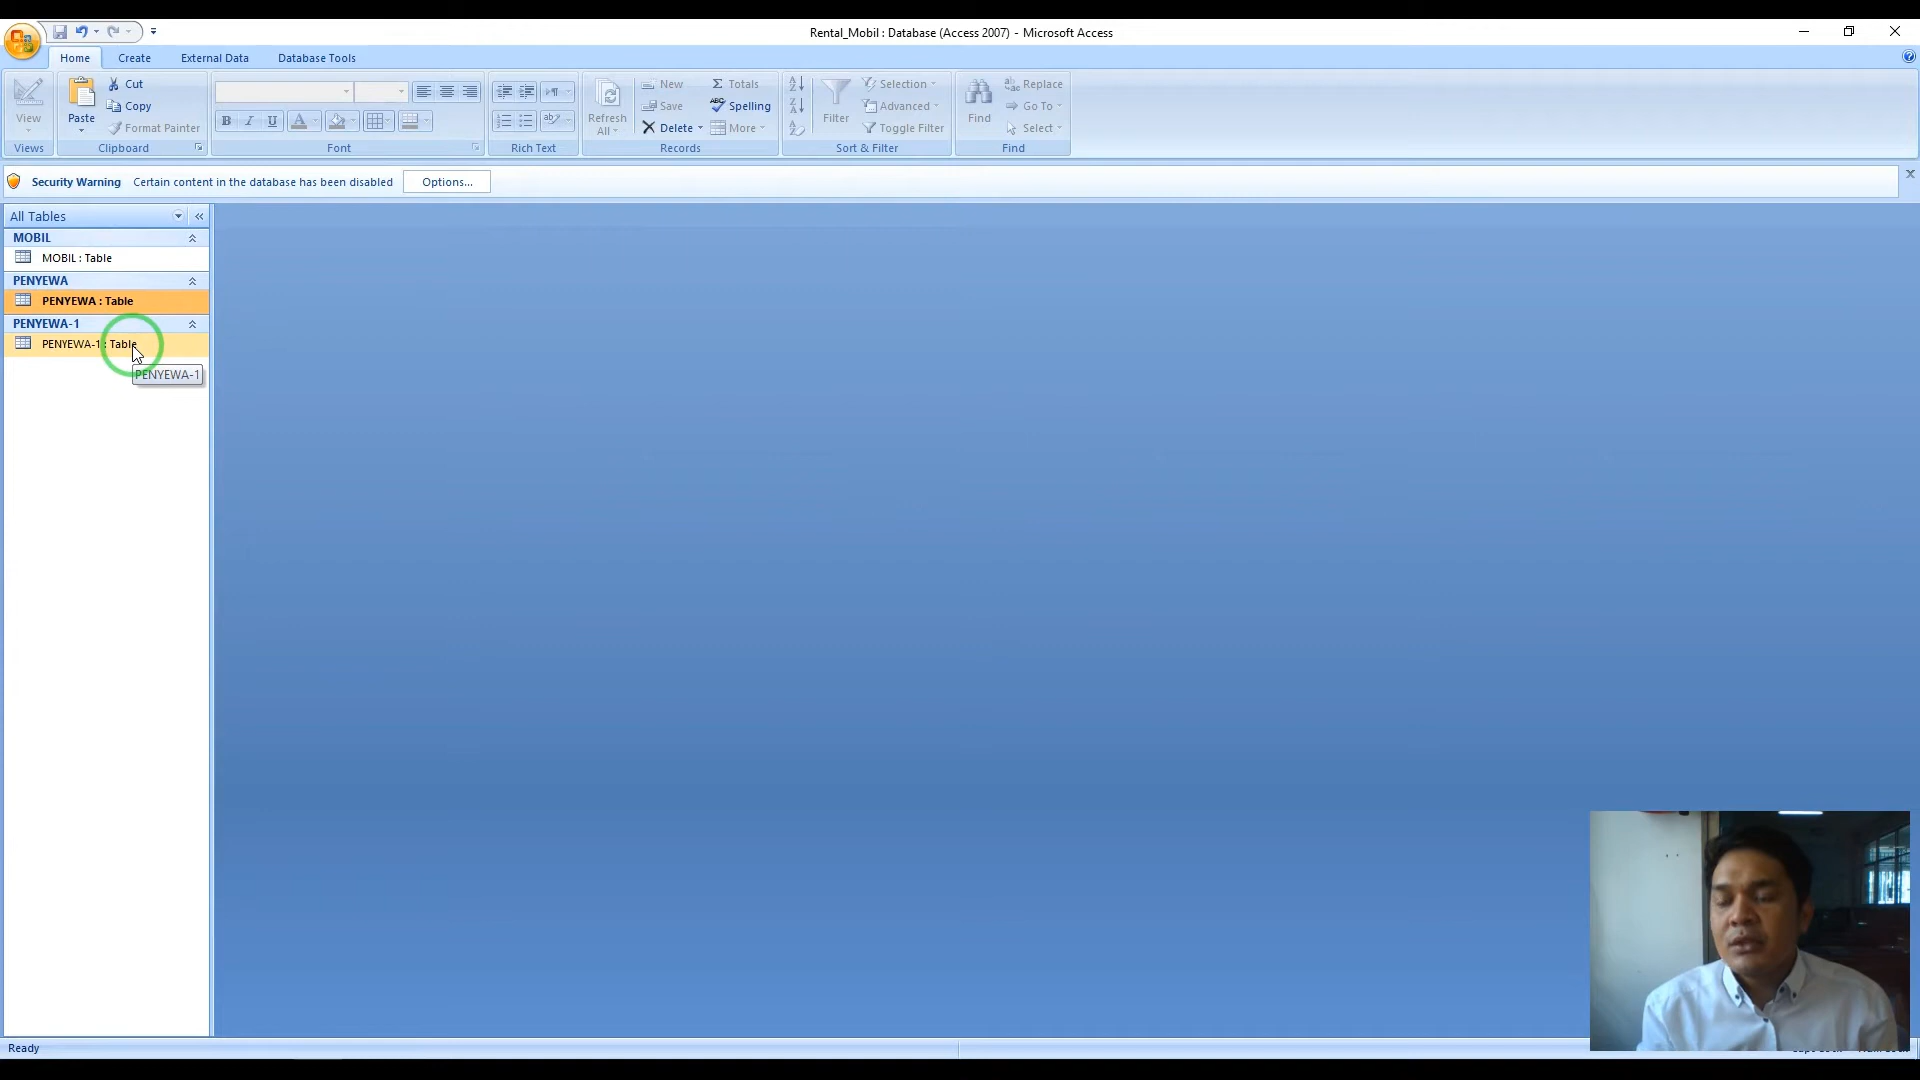 Rental_Mobil : Database (Access 2007) - Microsoft Access
Home Create External Data Database Tools
View
Views
Paste
Cut
Copy
Format Painter
Clipboard
B I U A
Font
Rich Text
Refresh All
New
Save
Delete
Totals
Spelling
More
Records
Filter
Selection
Advanced
Toggle Filter
Sort & Filter
Find
Replace
Go To
Select
Find
Security Warning Certain content in the database has been disabled Options...
All Tables
MOBIL
MOBIL : Table
PENYEWA
PENYEWA : Table
PENYEWA-1
PENYEWA-1 : Table
PENYEWA-1
Ready